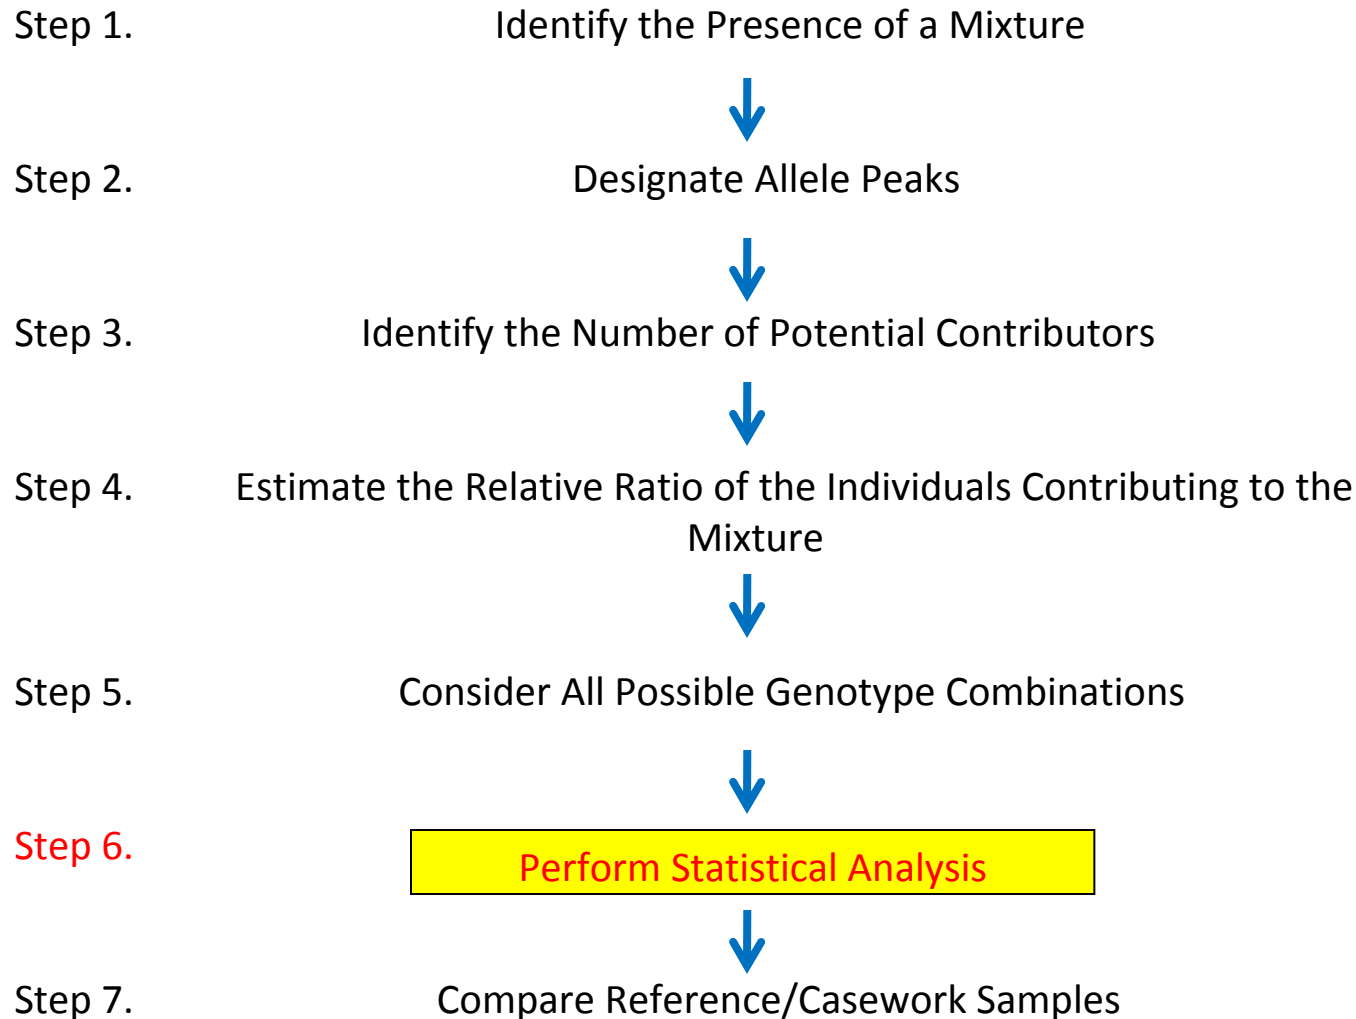 Step 1. Identify the Presence of a Mixture
Step 2. Designate Allele Peaks
Step 3. Identify the Number of Potential Contributors
Step 4. Estimate the Relative Ratio of the Individuals Contributing to the
Mixture
Step 5. Consider All Possible Genotype Combinations
Step 6. Perform Statistical Analysis
Step 7. Compare Reference/Casework Samples